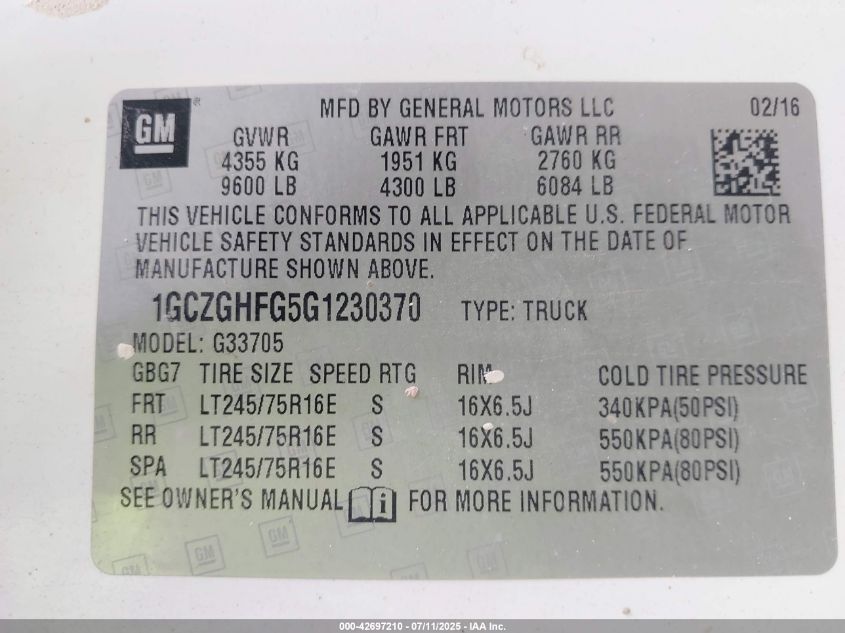 GM ® MFD BY GENERAL MOTORS LLC 02/16
GVWR GAWR FRT GAWR RR
4355 KG 1951 KG 2760 KG
9600 LB 4300 LB 6084 LB
THIS VEHICLE CONFORMS TO ALL APPLICABLE U.S. FEDERAL MOTOR
VEHICLE SAFETY STANDARDS IN EFFECT ON THE DATE OF
MANUFACTURE SHOWN ABOVE.
1GCZGHFG5G1230370 TYPE: TRUCK
MODEL: G33705
GBG7 TIRE SIZE SPEED RTG RIM COLD TIRE PRESSURE
FRT LT245/75R16E S 16X6.5J 340KPA(50PSI)
RR LT245/75R16E S 16X6.5J 550KPA(80PSI)
SPA LT245/75R16E S 16X6.5J 550KPA(80PSI)
SEE OWNER'S MANUAL i FOR MORE INFORMATION.
000-42697210 - 07/11/2025 - IAA Inc.